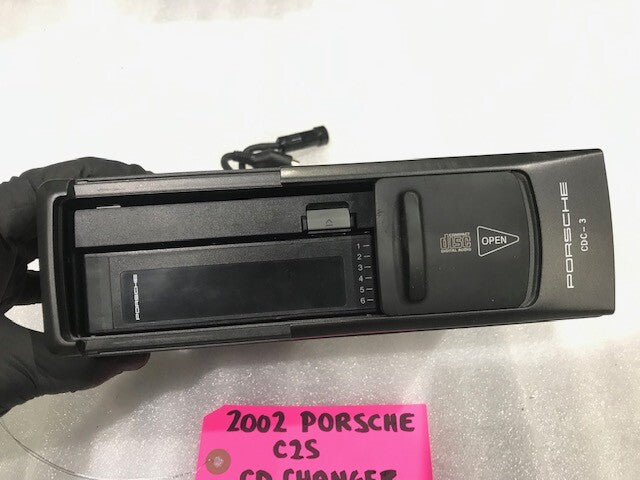 PORSCHE
1
2
3
4
5
6
COMPACT
disc
DIGITAL AUDIO
OPEN
PORSCHE
CDC-3
2002 PORSCHE
C2S
CD CHANGER